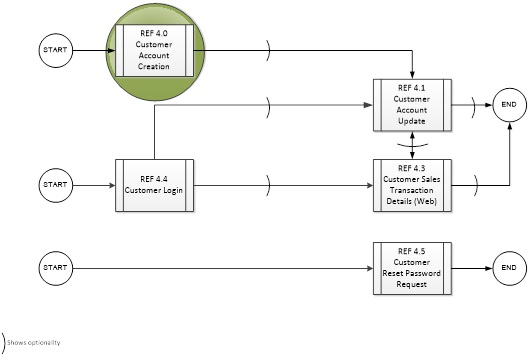 START
REF 4.0
Customer
Account
Creation
REF 4.1
Customer
Account
Update
END
START
REF 4.4
Customer Login
REF 4.3
Customer Sales
Transaction
Details (Web)
START
REF 4.5
Customer
Reset Password
Request
END
Shows optionality